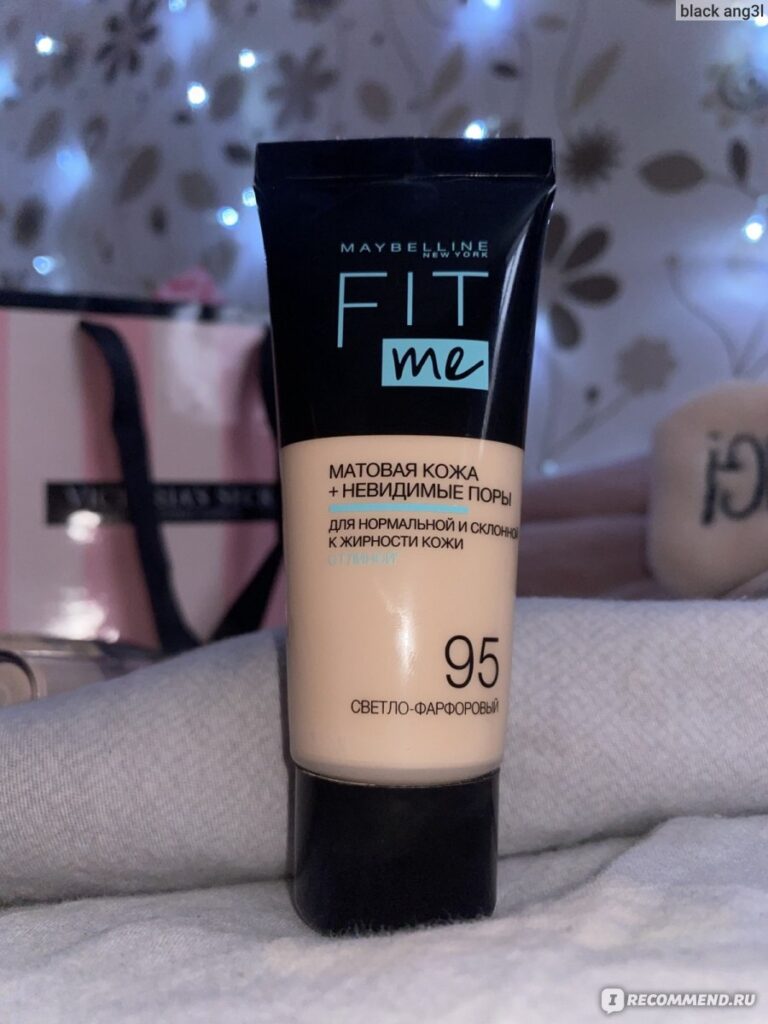 black ang3l
MAYBELLINE
NEW YORK
FIT
me
МАТОВАЯ КОЖА
+ НЕВИДИМЫЕ ПОРЫ
ДЛЯ НОРМАЛЬНОЙ И СКЛОННОЙ
К ЖИРНОСТИ КОЖИ
С ГЛИНОЙ
95
СВЕТЛО-ФАРФОРОВЫЙ
I RECOMMEND.RU